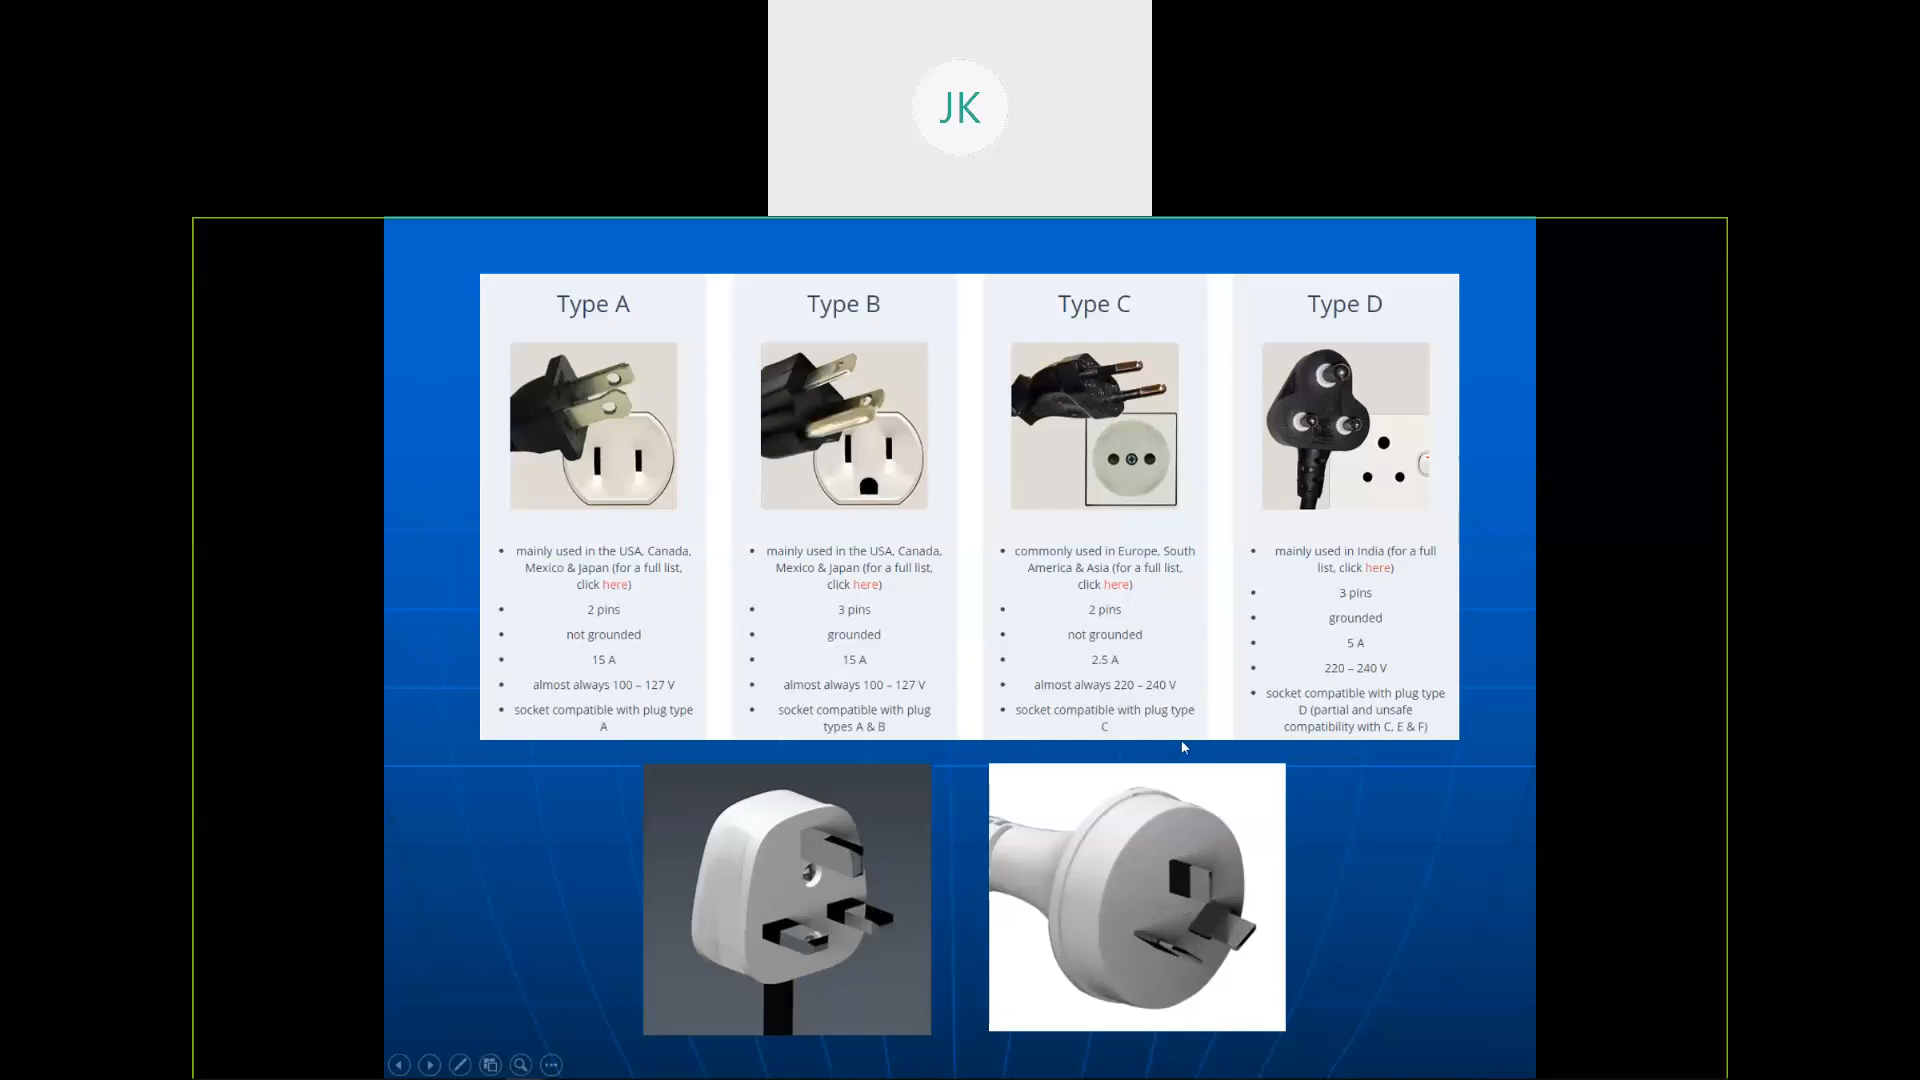 JK
Type A
mainly used in the USA, Canada,
Mexico & Japan (for a full list,
click here)
2 pins
not grounded
15 A
almost always 100 – 127 V
socket compatible with plug type
A
Type B
mainly used in the USA, Canada,
Mexico & Japan (for a full list,
click here)
3 pins
grounded
15 A
almost always 100 – 127 V
socket compatible with plug
types A & B
Type C
commonly used in Europe, South
America & Asia (for a full list,
click here)
2 pins
not grounded
2.5 A
almost always 220 – 240 V
socket compatible with plug type
C
Type D
mainly used in India (for a full
list, click here)
3 pins
grounded
5 A
220 – 240 V
socket compatible with plug type
D (partial and unsafe
compatibility with C, E & F)